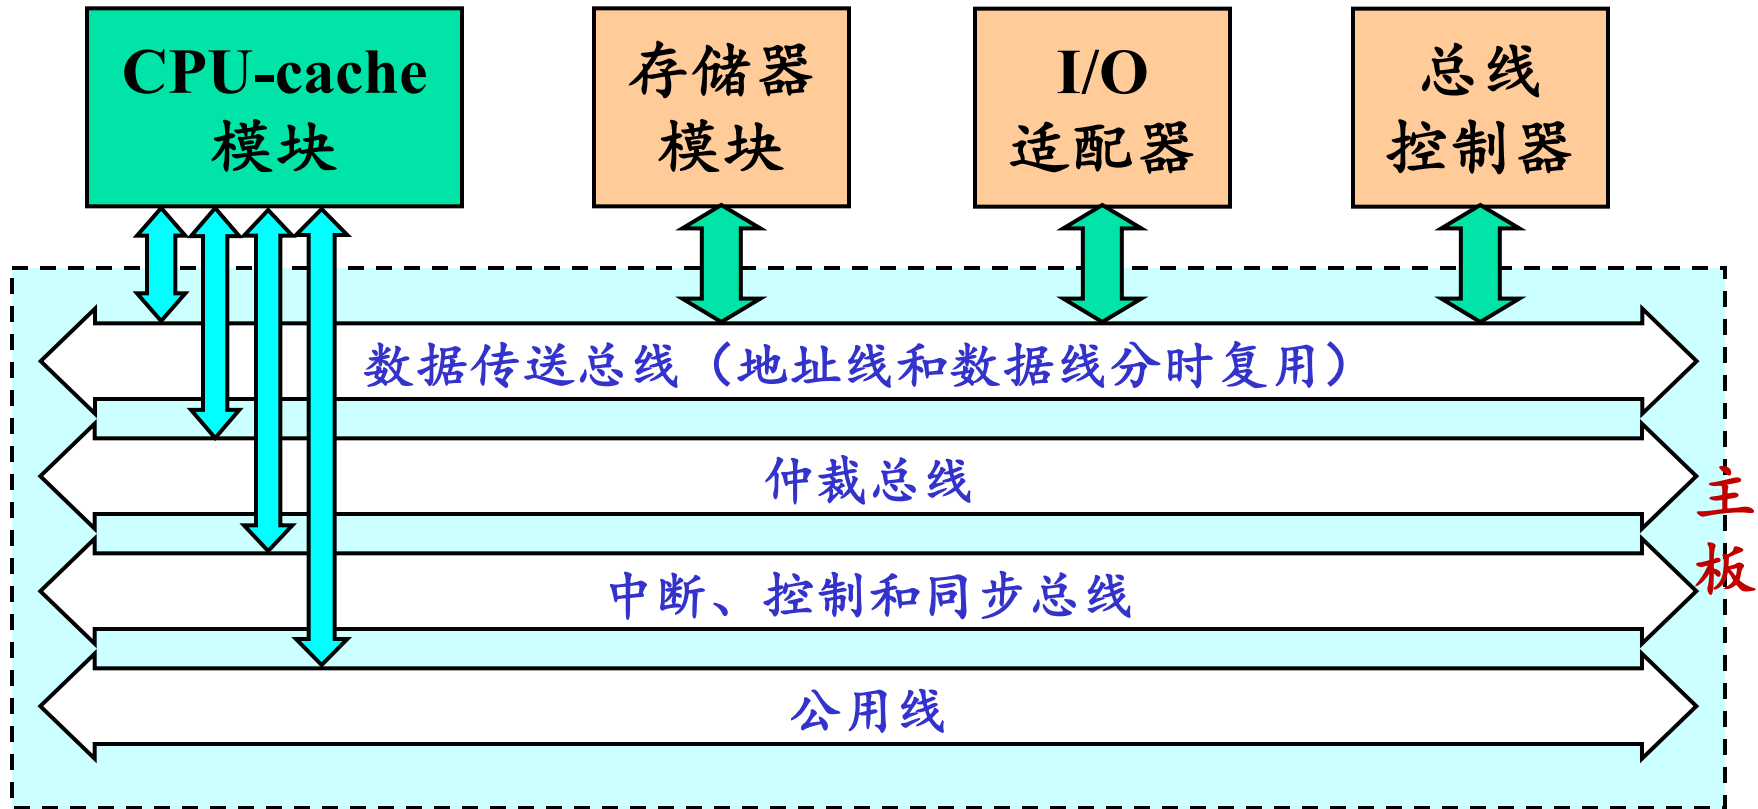 CPU-cache
模块
存储器
模块
I/O
适配器
总线
控制器
数据传送总线（地址线和数据线分时复用）
仲裁总线
中断、控制和同步总线
公用线
主
板